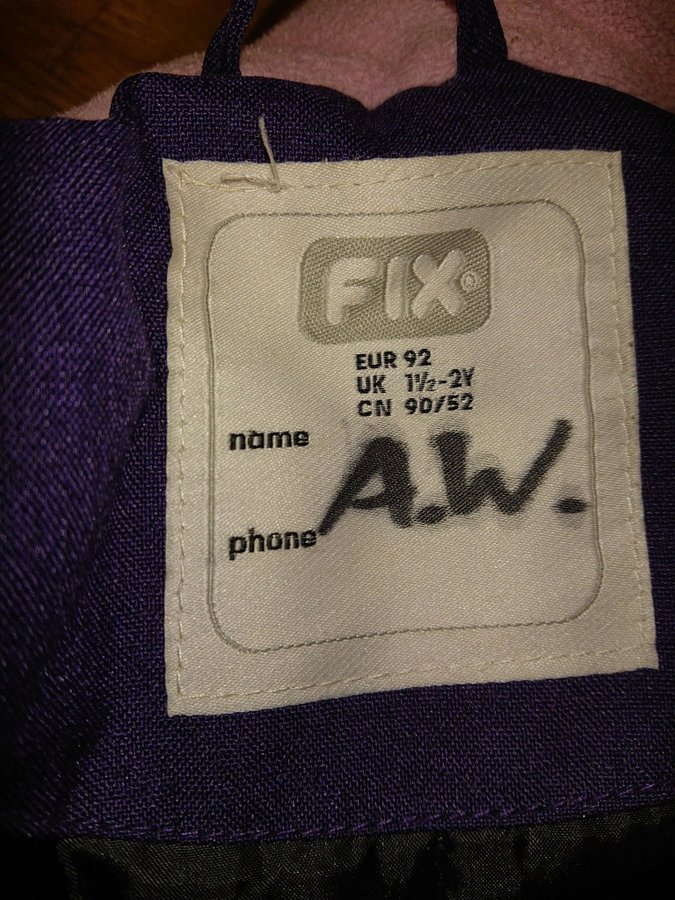 FIX®
EUR 92
UK 1½-2Y
CN 90/52
name A.W.
phone